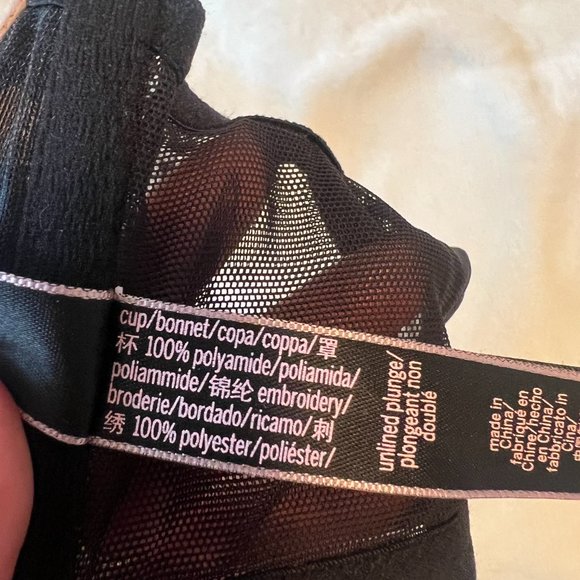 cup/bonnet/copa/coppa/罩
杯 100% polyamide/poliamida/
poliammide/锦纶 embroidery/
broderie/bordado/ricamo/刺
绣 100% polyester/poliéster/
unlined plunge/
plongeant non
doublé
made in
China/
fabriqué en
Chine/hecho
en China/
fabricato in
Cina/